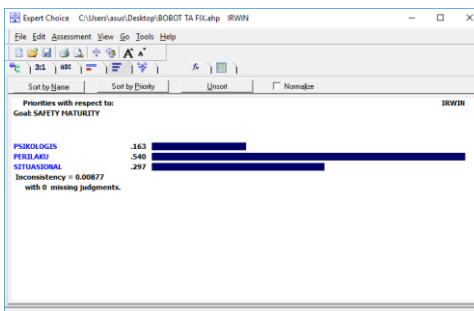 Expert Choice C:\Users\asus\Desktop\BOBOT TA FIX.ahp IRWIN
File Edit Assessment View Go Tools Help
A A
3:1 ABC
Sort by Name Sort by Priority Unsort Normalize
Priorities with respect to: IRWIN
Goal: SAFETY MATURITY
PSIKOLOGIS .163
PERILAKU .540
SITUASIONAL .297
Inconsistency = 0.00877
with 0 missing judgments.